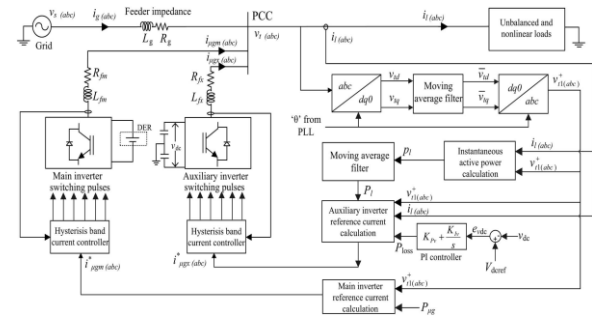 v_s (abc)
i_g (abc)
Feeder impedance
PCC
i_l (abc)
Unbalanced and
nonlinear loads
Grid
L_g R_g
v_t (abc)
i_l (abc)
i_μgm (abc)
i_μgx (abc)
R_fm
L_fm
R_fx
L_fx
abc
dq0
v_td
v_tq
Moving
average filter
v̅_td
v̅_tq
dq0
abc
'θ' from
PLL
v⁺_t1(abc)
DER
v_dc
Main inverter
switching pulses
Auxiliary inverter
switching pulses
Moving average
filter
p_l
Instantaneous
active power
calculation
i_l (abc)
v⁺_t1(abc)
P_l
v⁺_t1(abc)
i_l (abc)
Hysterisis band
current controller
Hysterisis band
current controller
Auxiliary inverter
reference current
calculation
P_loss
K_Pv + K_Iv/s
PI controller
e_vdc
v_dc
V_dcref
i*_μgm (abc)
i*_μgx (abc)
Main inverter
reference current
calculation
v⁺_t1(abc)
P_μg